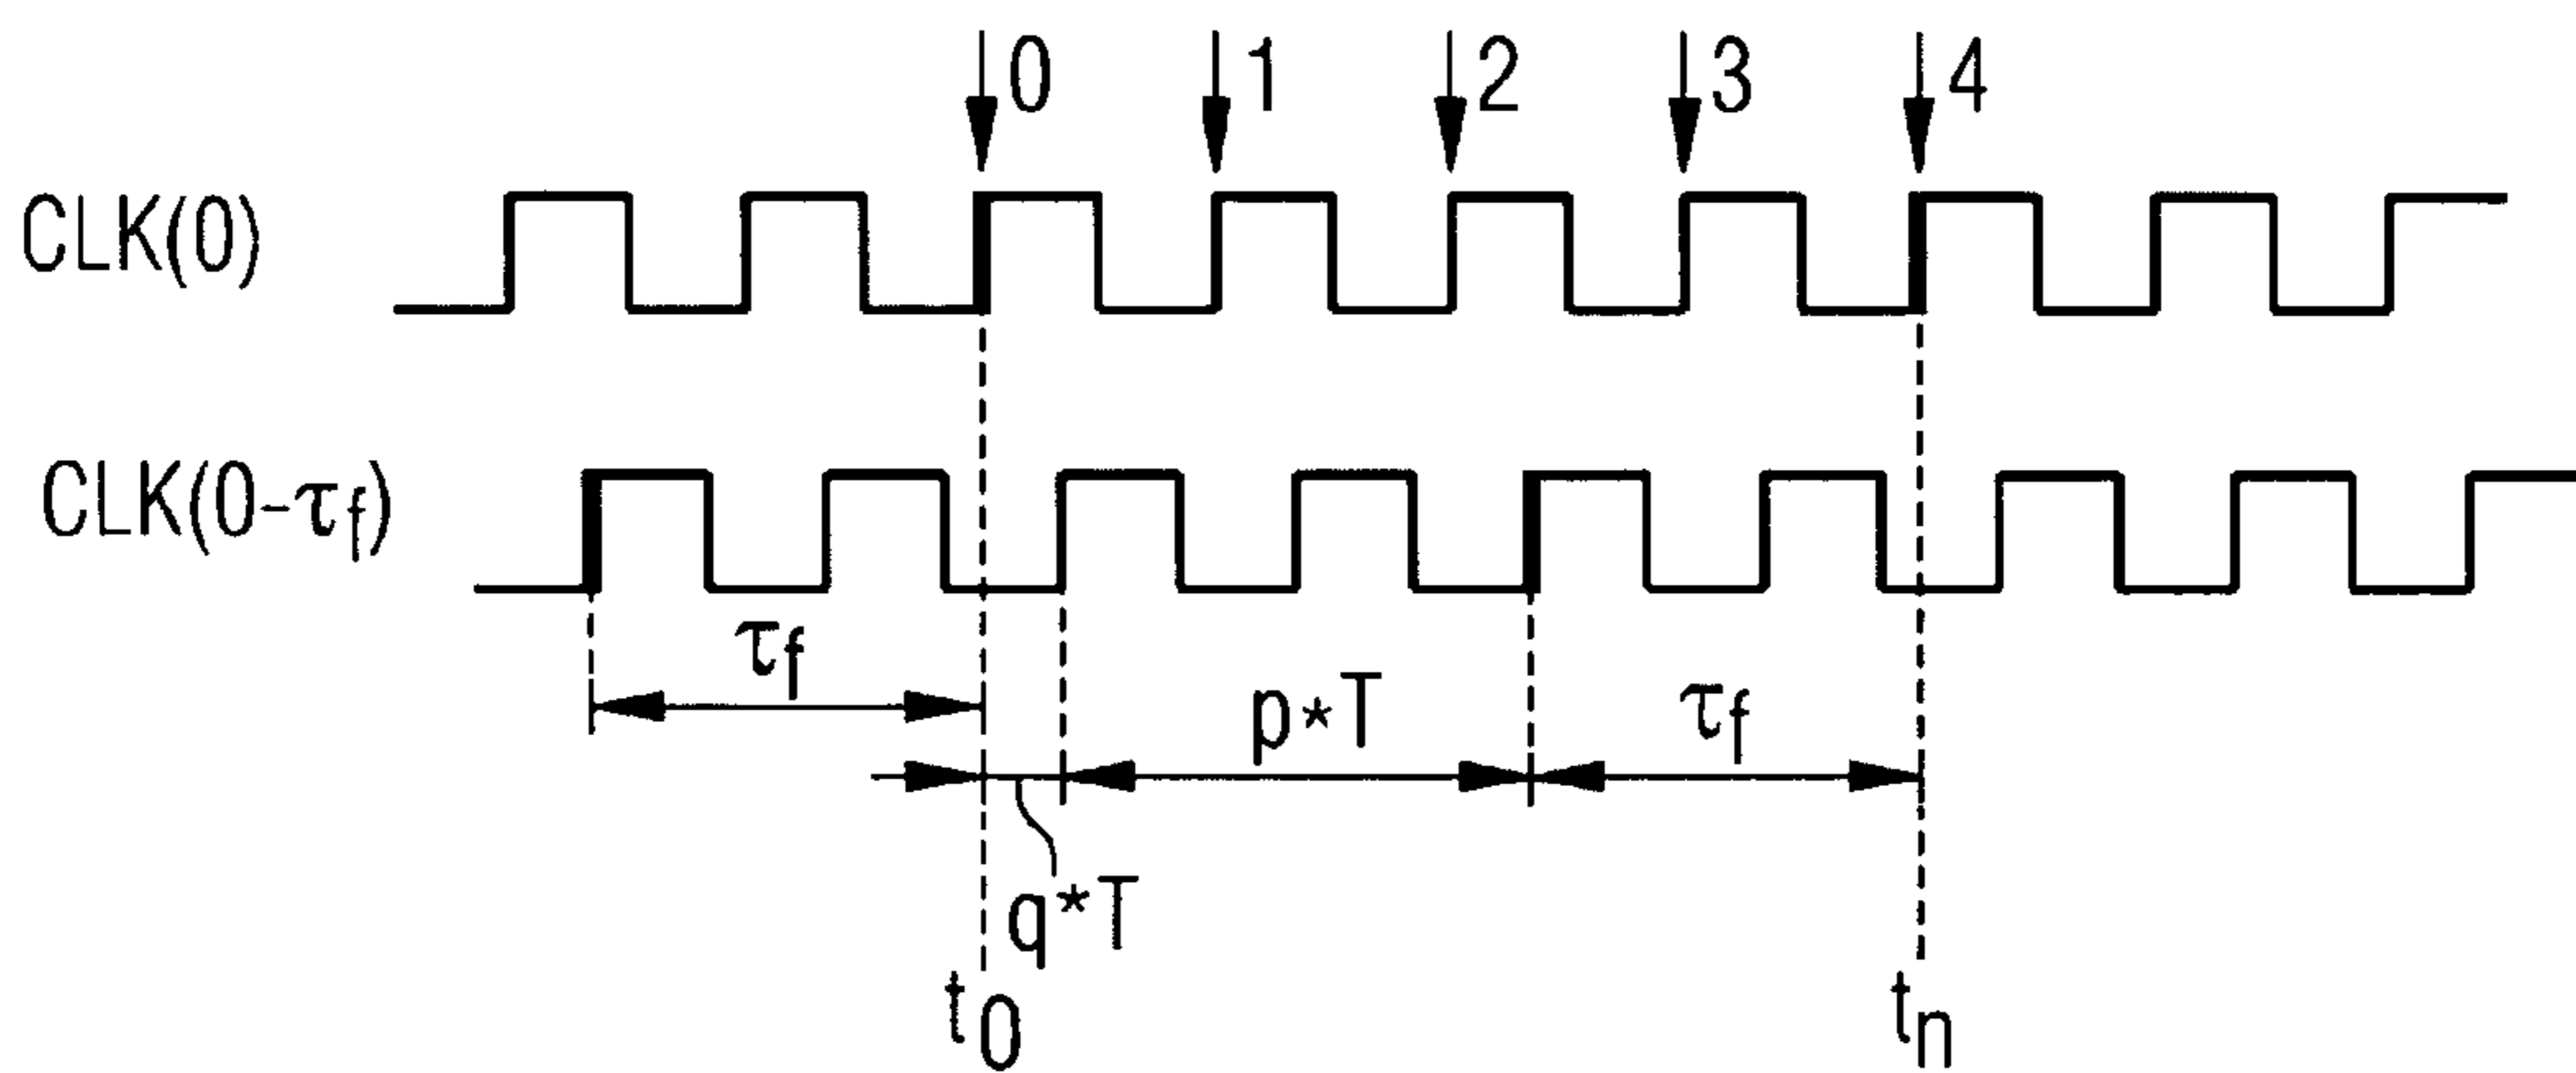 0 1 2 3 4
CLK(0)
CLK(0-τf)
τf
p*T
τf
q*T
t0
tn